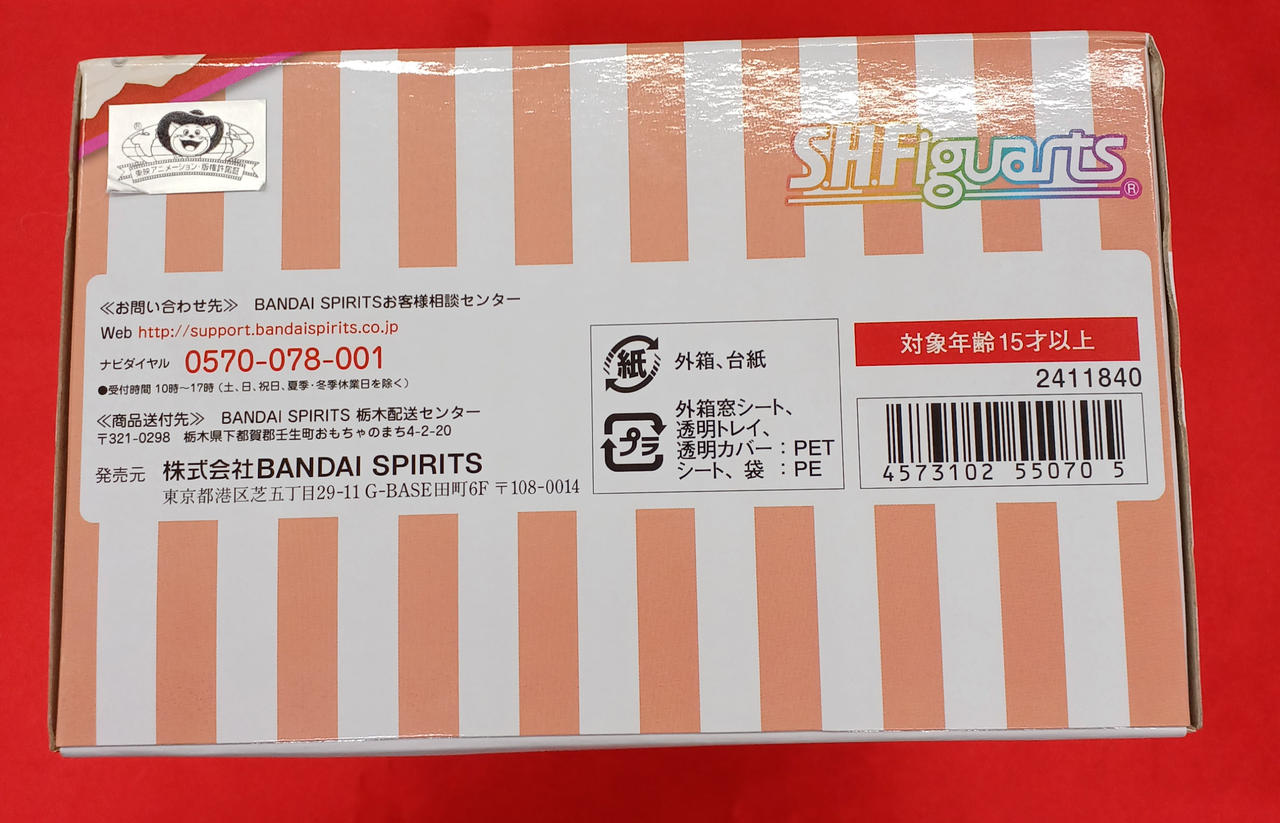 東映アニメーション・版権許諾証
S.H.Figuarts
®
≪お問い合わせ先≫ BANDAI SPIRITSお客様相談センター
Web http://support.bandaispirits.co.jp
ナビダイヤル 0570-078-001
●受付時間 10時〜17時（土、日、祝日、夏季・冬季休業日を除く）
≪商品送付先≫ BANDAI SPIRITS 栃木配送センター
〒321-0298 栃木県下都賀郡壬生町おもちゃのまち4-2-20
発売元 株式会社BANDAI SPIRITS
東京都港区芝五丁目29-11 G-BASE田町6F 〒108-0014
紙 外箱、台紙
プラ
外箱窓シート、
透明トレイ、
透明カバー：PET
シート、袋：PE
対象年齢15才以上
2411840
4573102 55070 5